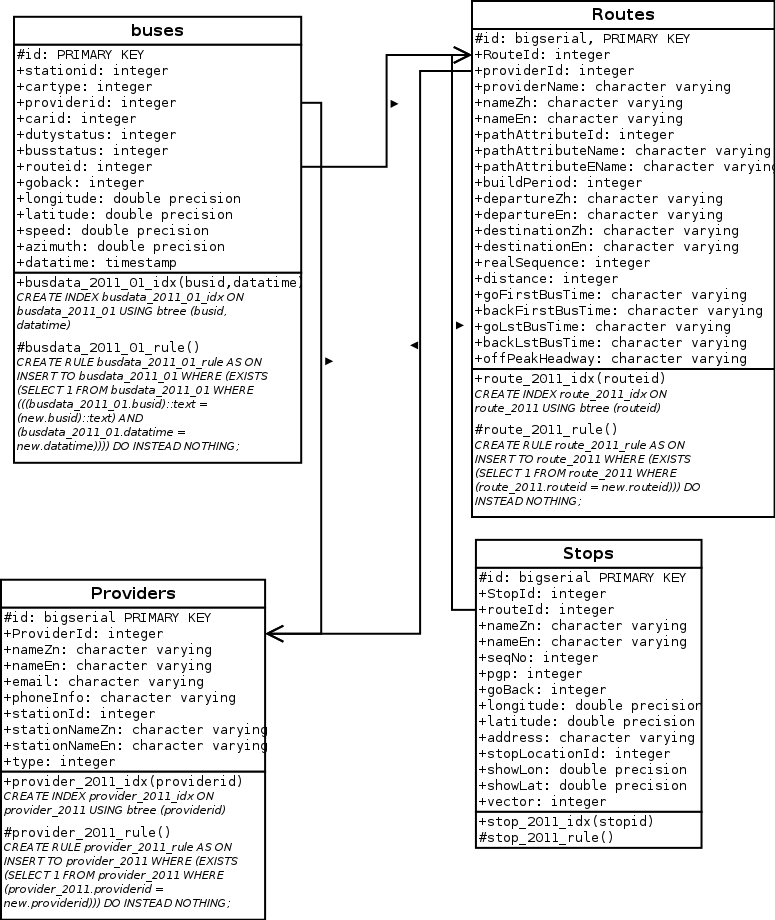 buses
#id: PRIMARY KEY
+stationid: integer
+cartype: integer
+providerid: integer
+carid: integer
+dutystatus: integer
+busstatus: integer
+routeid: integer
+goback: integer
+longitude: double precision
+latitude: double precision
+speed: double precision
+azimuth: double precision
+datatime: timestamp
+busdata_2011_01_idx(busid,datatime)
CREATE INDEX busdata_2011_01_idx ON
busdata_2011_01 USING btree (busid,
datatime)
#busdata_2011_01_rule()
CREATE RULE busdata_2011_01_rule AS ON
INSERT TO busdata_2011_01 WHERE (EXISTS
(SELECT 1 FROM busdata_2011_01 WHERE
(((busdata_2011_01.busid)::text =
(new.busid)::text) AND
(busdata_2011_01.datatime =
new.datatime)))) DO INSTEAD NOTHING;
Routes
#id: bigserial, PRIMARY KEY
+RouteId: integer
+providerId: integer
+providerName: character varying
+nameZh: character varying
+nameEn: character varying
+pathAttributeId: integer
+pathAttributeName: character varying
+pathAttributeEName: character varying
+buildPeriod: integer
+departureZh: character varying
+departureEn: character varying
+destinationZh: character varying
+destinationEn: character varying
+realSequence: integer
+distance: integer
+goFirstBusTime: character varying
+backFirstBusTime: character varying
+goLstBusTime: character varying
+backLstBusTime: character varying
+offPeakHeadway: character varying
+route_2011_idx(routeid)
CREATE INDEX route_2011_idx ON
route_2011 USING btree (routeid)
#route_2011_rule()
CREATE RULE route_2011_rule AS ON
INSERT TO route_2011 WHERE (EXISTS
(SELECT 1 FROM route_2011 WHERE
(route_2011.routeid = new.routeid))) DO
INSTEAD NOTHING;
Providers
#id: bigserial PRIMARY KEY
+ProviderId: integer
+nameZn: character varying
+nameEn: character varying
+email: character varying
+phoneInfo: character varying
+stationId: integer
+stationNameZn: character varying
+stationNameEn: character varying
+type: integer
+provider_2011_idx(providerid)
CREATE INDEX provider_2011_idx ON
provider_2011 USING btree (providerid)
#provider_2011_rule()
CREATE RULE provider_2011_rule AS ON
INSERT TO provider_2011 WHERE (EXISTS
(SELECT 1 FROM provider_2011 WHERE
(provider_2011.providerid =
new.providerid))) DO INSTEAD NOTHING;
Stops
#id: bigserial PRIMARY KEY
+StopId: integer
+routeId: integer
+nameZn: character varying
+nameEn: character varying
+seqNo: integer
+pgp: integer
+goBack: integer
+longitude: double precision
+latitude: double precision
+address: character varying
+stopLocationId: integer
+showLon: double precision
+showLat: double precision
+vector: integer
+stop_2011_idx(stopid)
#stop_2011_rule()